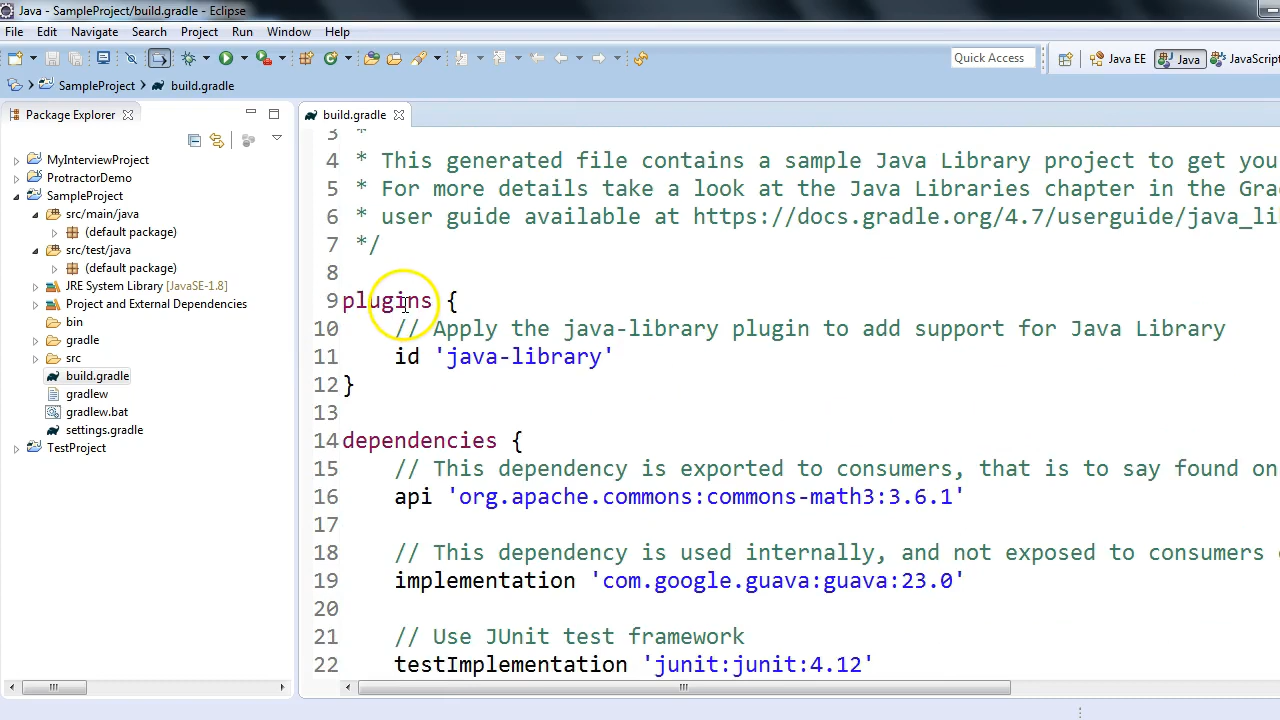 Java - SampleProject/build.gradle - Eclipse
File Edit Navigate Search Project Run Window Help
Quick Access Java EE Java JavaScript
SampleProject build.gradle
Package Explorer
MyInterviewProject
ProtractorDemo
SampleProject
src/main/java
(default package)
src/test/java
(default package)
JRE System Library [JavaSE-1.8]
Project and External Dependencies
bin
gradle
src
build.gradle
gradlew
gradlew.bat
settings.gradle
TestProject
build.gradle
3 *
4 * This generated file contains a sample Java Library project to get you
5 * For more details take a look at the Java Libraries chapter in the Gra
6 * user guide available at https://docs.gradle.org/4.7/userguide/java_li
7 */
8
9 plugins {
10 // Apply the java-library plugin to add support for Java Library
11 id 'java-library'
12 }
13
14 dependencies {
15 // This dependency is exported to consumers, that is to say found on
16 api 'org.apache.commons:commons-math3:3.6.1'
17
18 // This dependency is used internally, and not exposed to consumers
19 implementation 'com.google.guava:guava:23.0'
20
21 // Use JUnit test framework
22 testImplementation 'junit:junit:4.12'